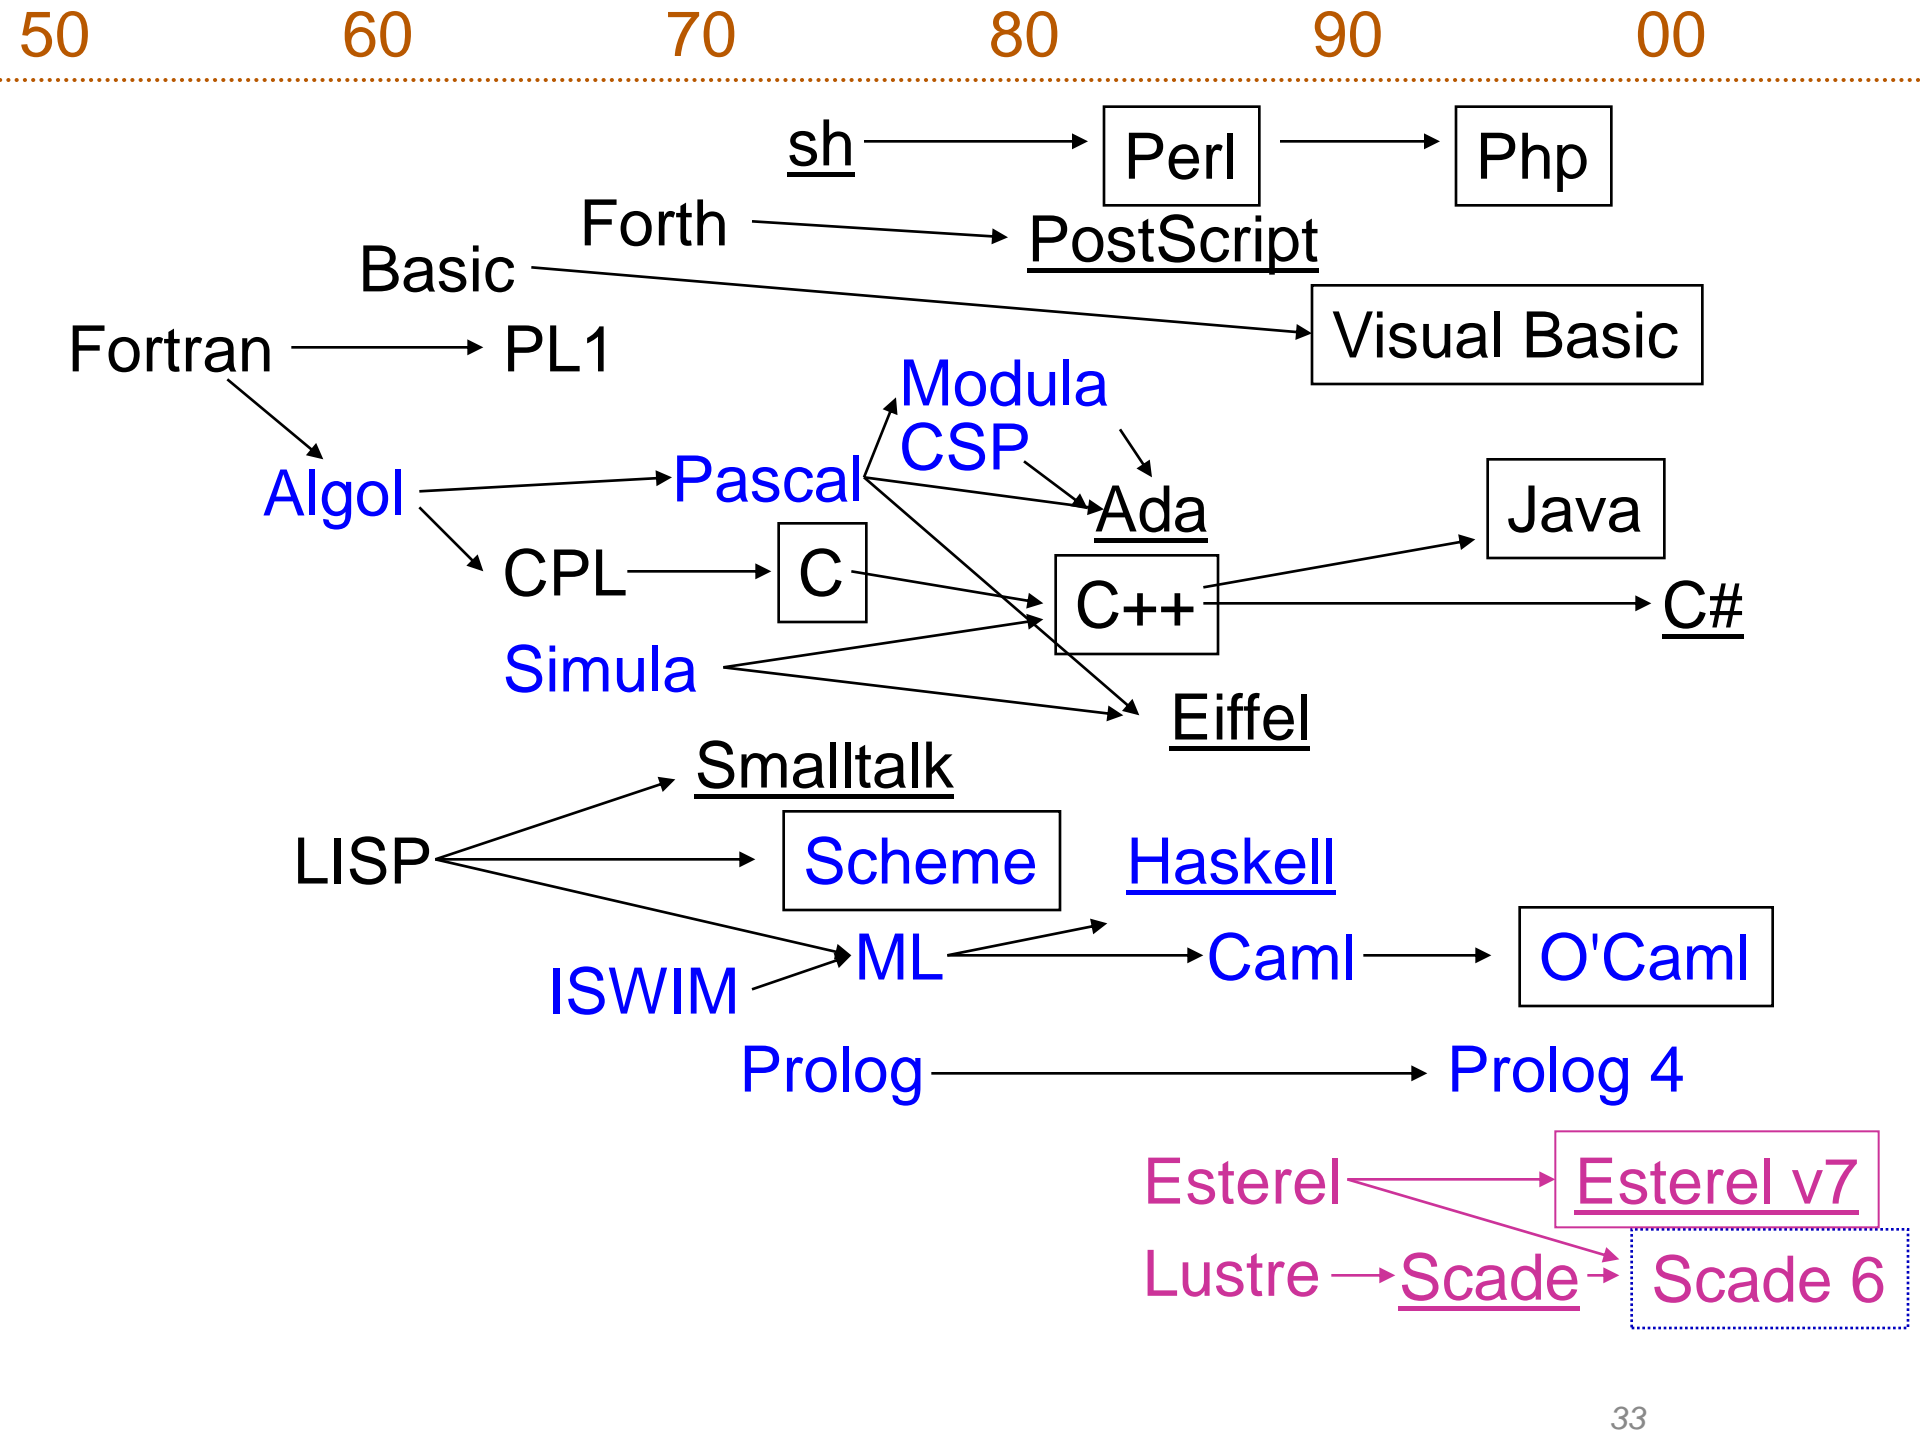 50 60 70 80 90 00
sh Perl Php
Forth PostScript
Basic
Visual Basic
Fortran PL1
Modula
CSP
Algol Pascal Ada Java
CPL C C++ C#
Simula
Eiffel
Smalltalk
LISP Scheme Haskell
ML Caml O'Caml
ISWIM
Prolog Prolog 4
Esterel Esterel v7
Lustre Scade Scade 6
33